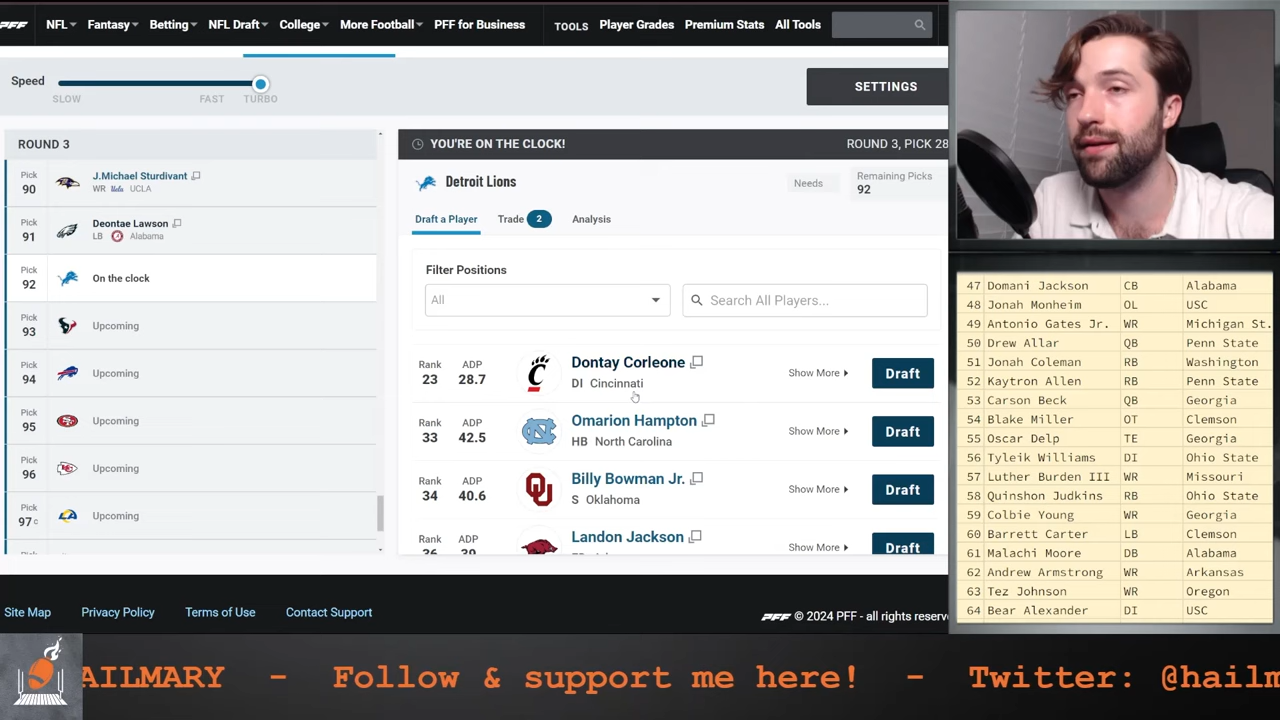 PFF NFL Fantasy Betting NFL Draft College More Football PFF for Business TOOLS Player Grades Premium Stats All Tools
Speed
SLOW FAST TURBO
SETTINGS
ROUND 3
Pick 90 J.Michael Sturdivant
WR UCLA
Pick 91 Deontae Lawson
LB Alabama
Pick 92 On the clock
Pick 93 Upcoming
Pick 94 Upcoming
Pick 95 Upcoming
Pick 96 Upcoming
Pick 97 C Upcoming
YOU'RE ON THE CLOCK! ROUND 3, PICK 28
Detroit Lions Needs Remaining Picks
92
Draft a Player Trade 2 Analysis
Filter Positions
All Search All Players...
Rank 23 ADP 28.7 Dontay Corleone Show More Draft
DI Cincinnati
Rank 33 ADP 42.5 Omarion Hampton Show More Draft
HB North Carolina
Rank 34 ADP 40.6 Billy Bowman Jr. Show More Draft
S Oklahoma
Rank 36 ADP 39 Landon Jackson Show More Draft
Site Map Privacy Policy Terms of Use Contact Support
PFF © 2024 PFF - all rights reserv
47 Domani Jackson CB Alabama
48 Jonah Monheim OL USC
49 Antonio Gates Jr. WR Michigan St.
50 Drew Allar QB Penn State
51 Jonah Coleman RB Washington
52 Kaytron Allen RB Penn State
53 Carson Beck QB Georgia
54 Blake Miller OT Clemson
55 Oscar Delp TE Georgia
56 Tyleik Williams DI Ohio State
57 Luther Burden III WR Missouri
58 Quinshon Judkins RB Ohio State
59 Colbie Young WR Georgia
60 Barrett Carter LB Clemson
61 Malachi Moore DB Alabama
62 Andrew Armstrong WR Arkansas
63 Tez Johnson WR Oregon
64 Bear Alexander DI USC
AILMARY - Follow & support me here! - Twitter: @hailm